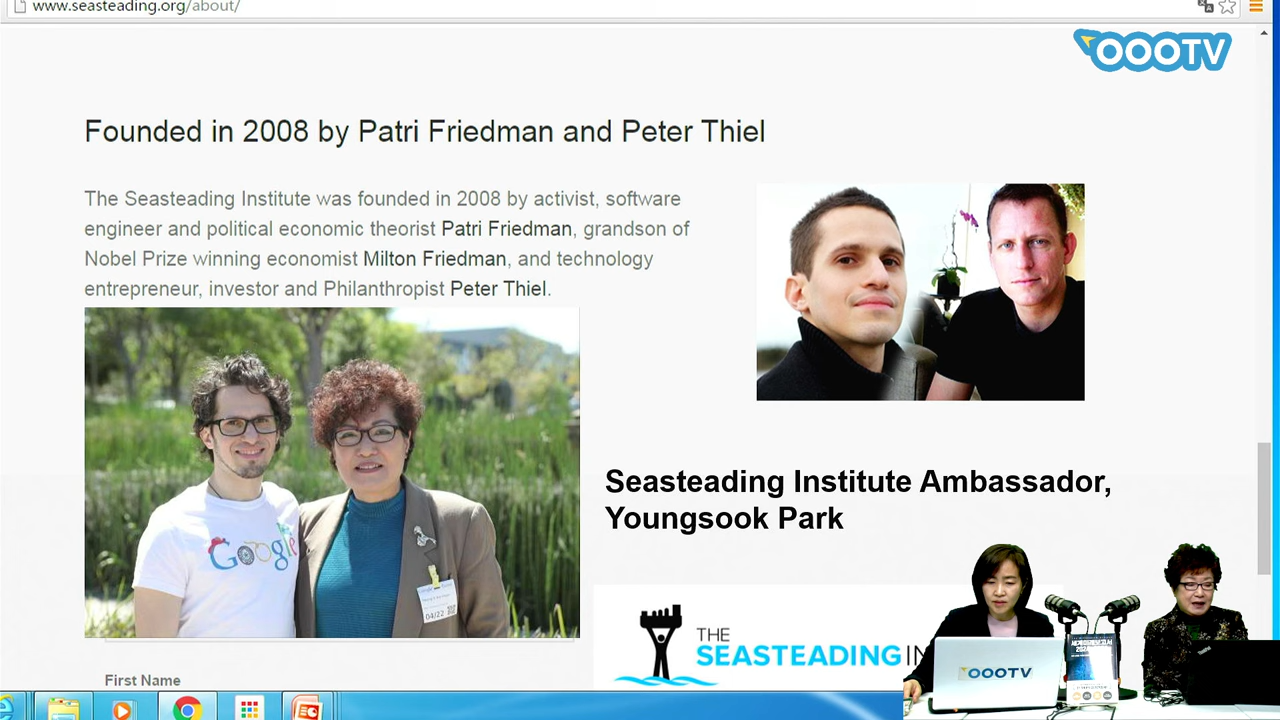 www.seasteading.org/about/
OOOTV
Founded in 2008 by Patri Friedman and Peter Thiel
The Seasteading Institute was founded in 2008 by activist, software
engineer and political economic theorist Patri Friedman, grandson of
Nobel Prize winning economist Milton Friedman, and technology
entrepreneur, investor and Philanthropist Peter Thiel.
Google
04/22
Seasteading Institute Ambassador,
Youngsook Park
THE
SEASTEADING IN
OOOTV
First Name